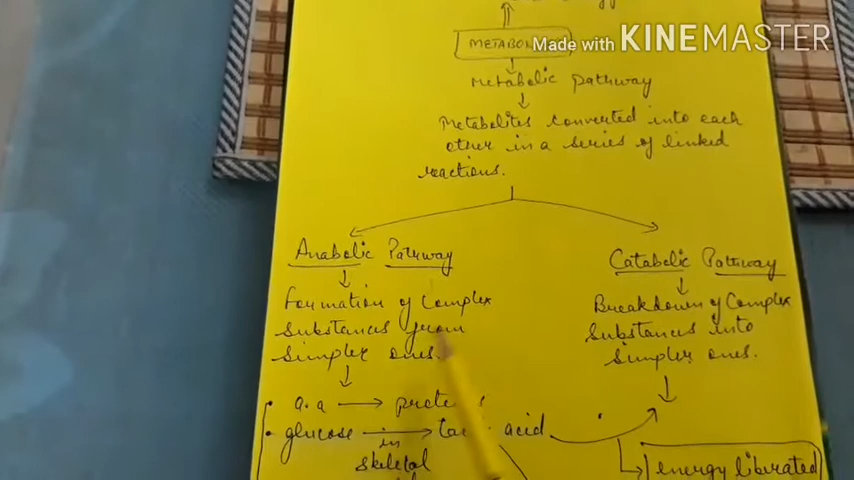 METABO
Made with KINEMASTER
Metabolic pathway
Metabolites converted into each
other in a series of linked
reactions.
Anabolic Pathway
Catabolic Pathway
Formation of Complex
Substances from
Simpler ones.
Breakdown of Complex
Substances into
Simpler ones.
a.a → prote
glucose → acid
in
skeletal
energy liberated